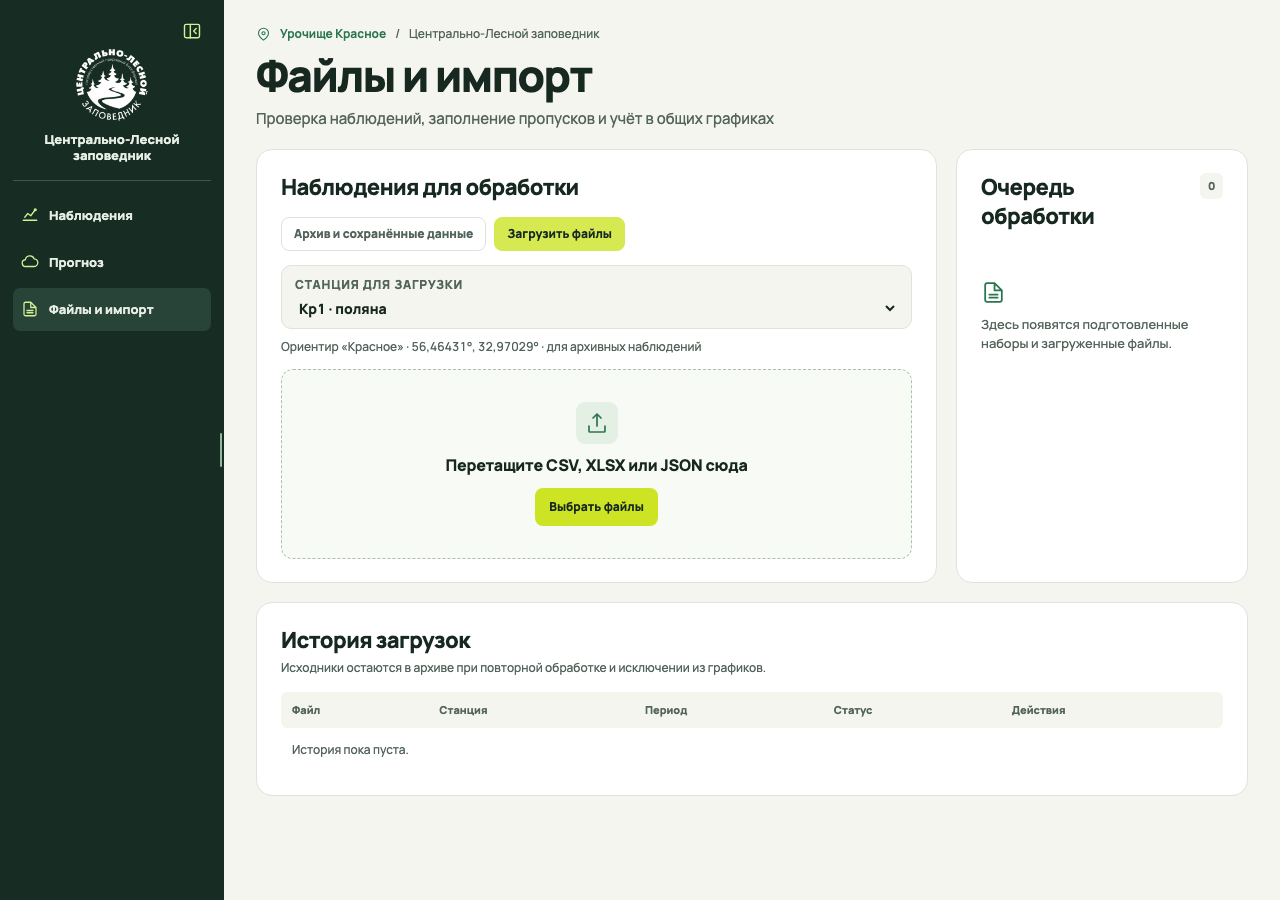 ЦЕНТРАЛЬНО-ЛЕСНОЙ
ЗАПОВЕДНИК
Центрально-Лесной
заповедник
Наблюдения
Прогноз
Файлы и импорт
Урочище Красное / Центрально-Лесной заповедник
Файлы и импорт
Проверка наблюдений, заполнение пропусков и учёт в общих графиках
Наблюдения для обработки
Архив и сохранённые данные
Загрузить файлы
СТАНЦИЯ ДЛЯ ЗАГРУЗКИ
Кр1 · поляна
Ориентир «Красное» · 56,46431°, 32,97029° · для архивных наблюдений
Перетащите CSV, XLSX или JSON сюда
Выбрать файлы
Очередь
обработки
0
Здесь появятся подготовленные
наборы и загруженные файлы.
История загрузок
Исходники остаются в архиве при повторной обработке и исключении из графиков.
Файл Станция Период Статус Действия
История пока пуста.